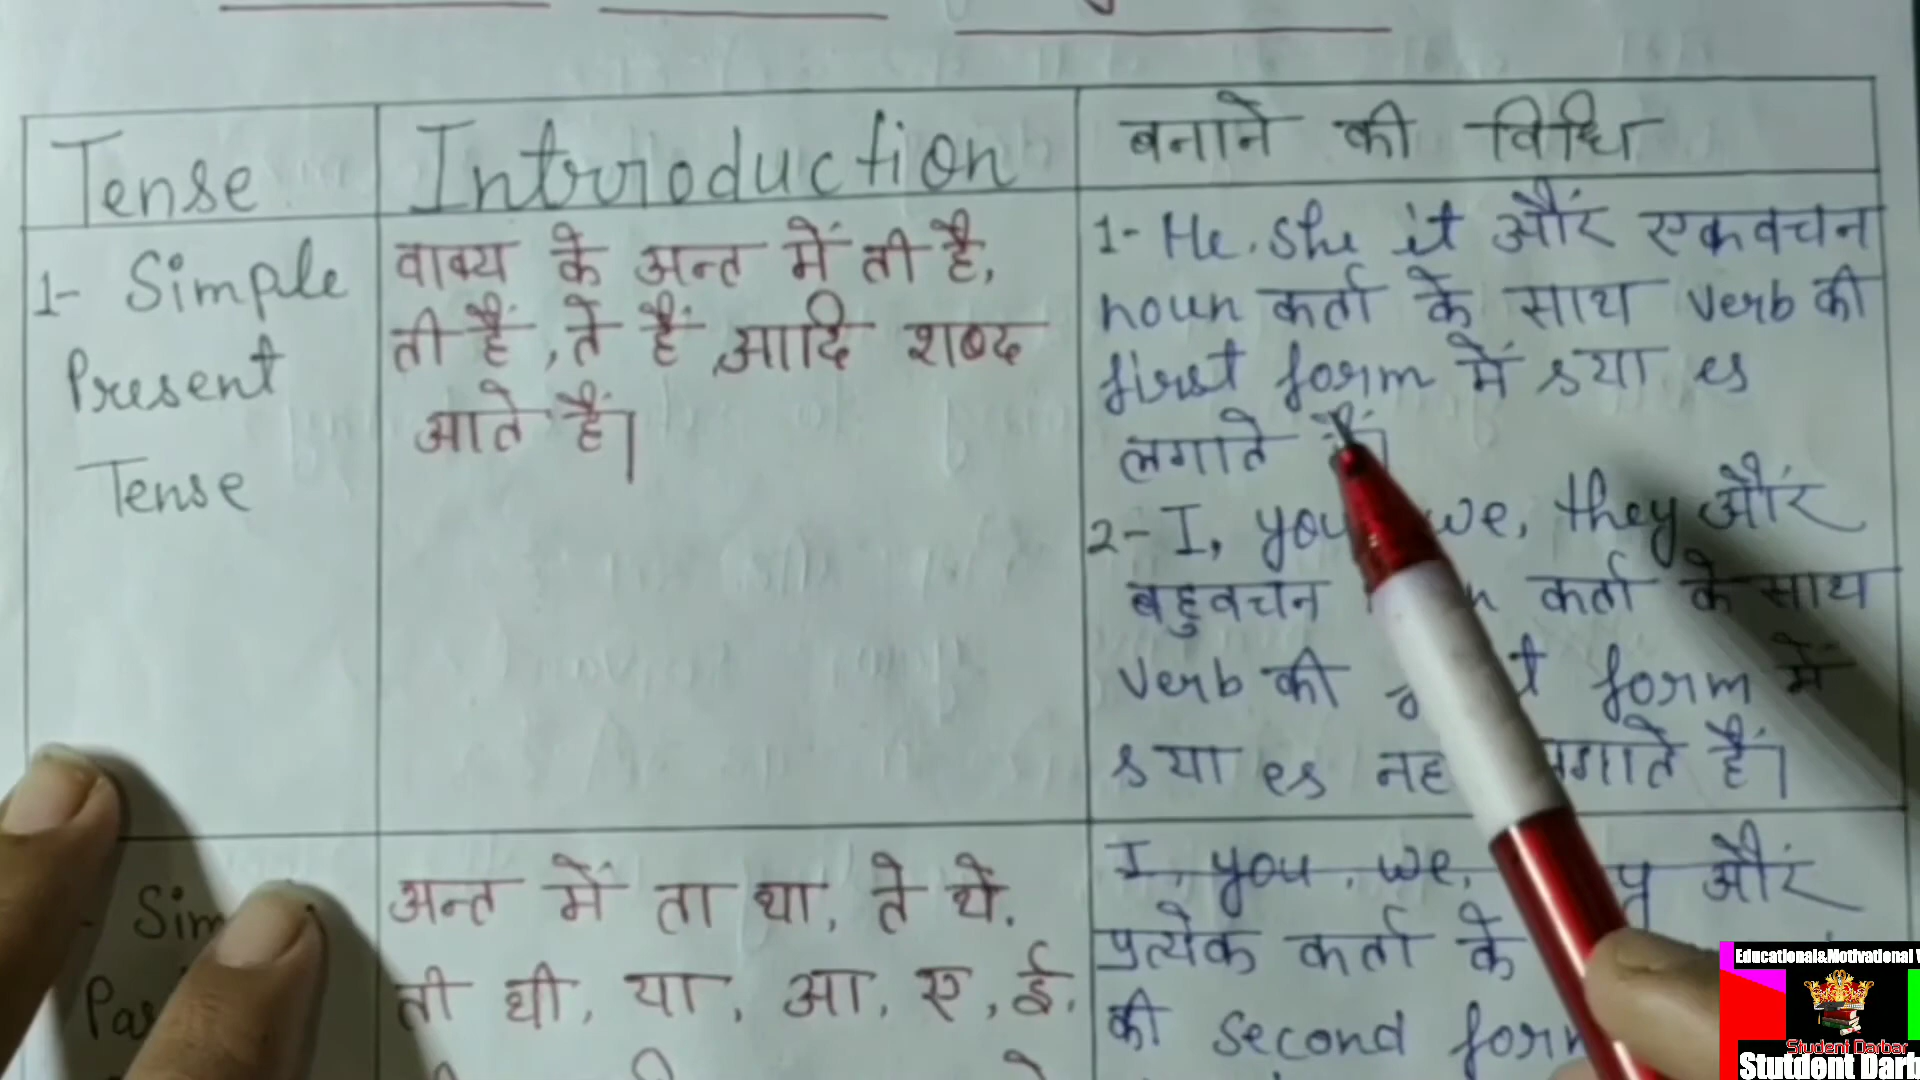 Tense
Introduction
बनाने की विधि
1- Simple
Present
Tense
वाक्य के अन्त में ती है,
ती हैं, ते हैं, आदि शब्द
आते हैं।
1- He. she it और एकवचन
noun कर्ता के साथ verb की
first form में s या es
लगाते
2- I, you we, they और
बहुवचन कर्ता के साथ
verb की form में
s या es लगाते हैं।
अन्त में ता था, ते थे.
ती थी, या, आ, ए, ई.
I, you, we, और
प्रत्येक कर्ता के
की second form
Educational&Motivational
Student Darbar
Stutdent Darb